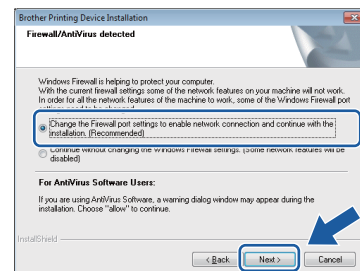 Brother Printing Device Installation
Firewall/AntiVirus detected
Windows Firewall is helping to protect your computer.
With the current firewall settings some of the network features on your machine will not work.
In order for all the network features of the machine to work, some of the Windows Firewall port
settings need to be changed.
Change the Firewall port settings to enable network connection and continue with the
installation. (Recommended)
Continue without changing the Windows Firewall settings. (Some network features will be
disabled)
For AntiVirus Software Users:
If you are using AntiVirus Software, a warning dialog window may appear during the
installation. Choose "allow" to continue.
InstallShield
< Back
Next >
Cancel